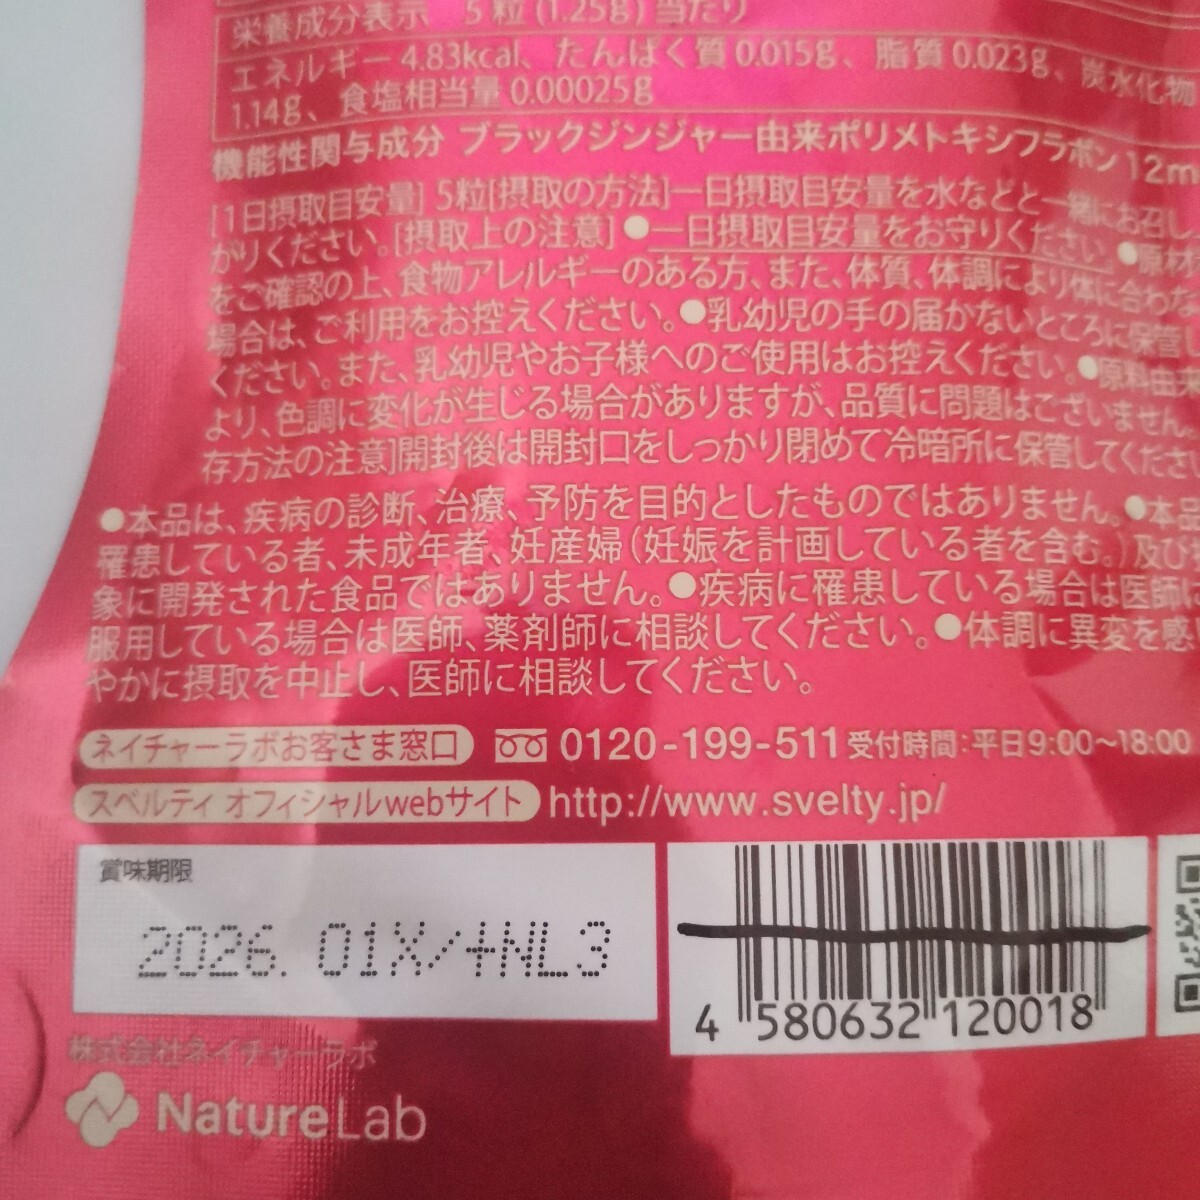 栄養成分表示 5粒(1.25g)当たり
エネルギー 4.83kcal、たんぱく質 0.015g、脂質 0.023g、炭水化物
1.14g、食塩相当量 0.00025g
機能性関与成分 ブラックジンジャー由来ポリメトキシフラボン12m
[1日摂取目安量] 5粒[摂取の方法]一日摂取目安量を水などと一緒にお召し
がりください。[摂取上の注意]●一日摂取目安量をお守りください。●原材
をご確認の上、食物アレルギーのある方、また、体質、体調により体に合わな
場合は、ご利用をお控えください。●乳幼児の手の届かないところに保管し
ください。また、乳幼児やお子様へのご使用はお控えください。●原料由来
より、色調に変化が生じる場合がありますが、品質に問題はございません。
存方法の注意]開封後は開封口をしっかり閉めて冷暗所に保管してくださ
●本品は、疾病の診断、治療、予防を目的としたものではありません。●本品
罹患している者、未成年者、妊産婦(妊娠を計画している者を含む。)及び
象に開発された食品ではありません。●疾病に罹患している場合は医師に
服用している場合は医師、薬剤師に相談してください。●体調に異変を感
やかに摂取を中止し、医師に相談してください。
ネイチャーラボお客さま窓口 0120-199-511 受付時間:平日9:00~18:00
スベルティ オフィシャルwebサイト http://www.svelty.jp/
賞味期限
2026.01X/4NL3
4 580632 120018
株式会社ネイチャーラボ
NatureLab